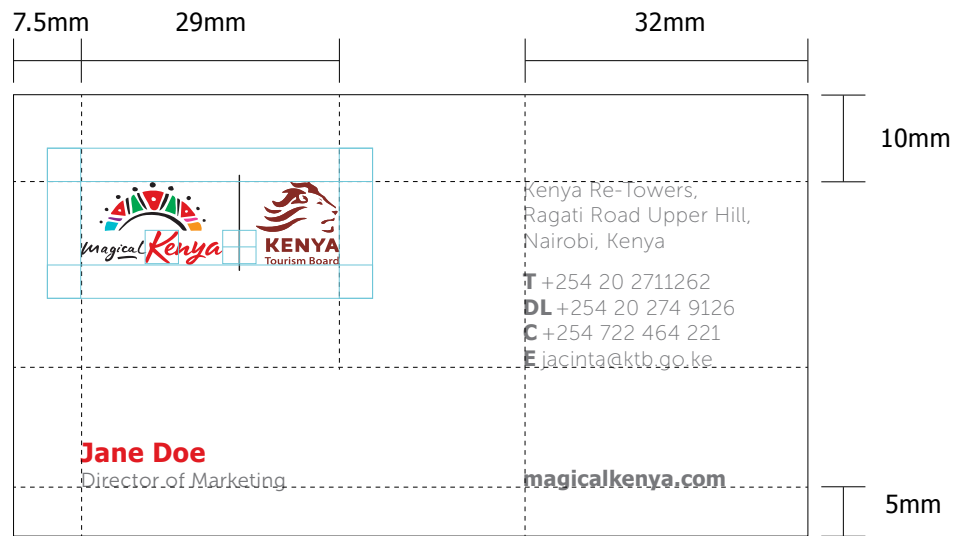 7.5mm 29mm 32mm
10mm
magical Kenya
KENYA
Tourism Board
Kenya Re-Towers,
Ragati Road Upper Hill,
Nairobi, Kenya
T +254 20 2711262
DL +254 20 274 9126
C +254 722 464 221
E jacinta@ktb.go.ke
Jane Doe
Director of Marketing
magicalkenya.com
5mm